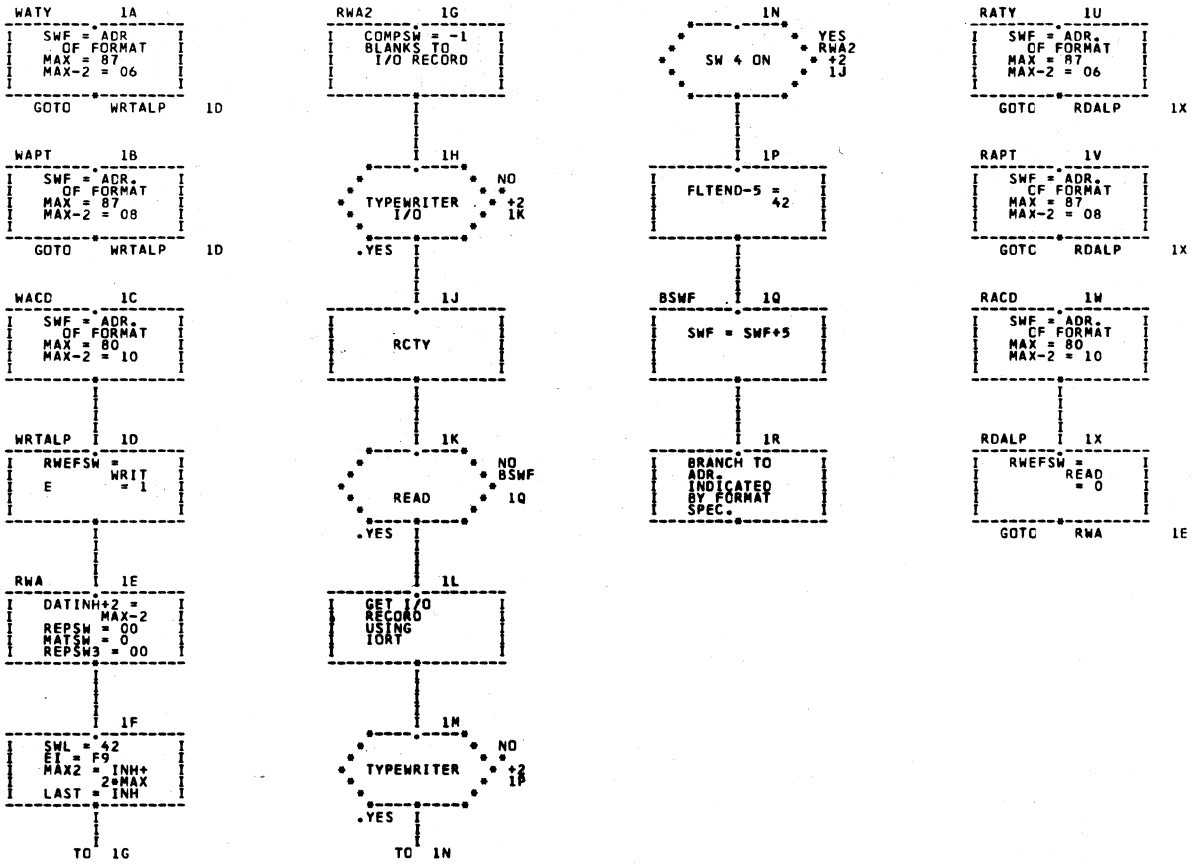 WATY 1A
SWF = ADR
OF FORMAT
MAX = 87
MAX-2 = 06
GOTO WRTALP 1D
WAPT 1B
SWF = ADR.
OF FORMAT
MAX = 87
MAX-2 = 08
GOTO WRTALP 1D
WACD 1C
SWF = ADR.
OF FORMAT
MAX = 80
MAX-2 = 10
WRTALP 1D
RWEFSW =
WRIT
E = 1
RWA 1E
DATINH+2 =
MAX-2
REPSW = 00
MATSW = 0
REPSW3 = 00
1F
SWL = 42
EI = F9
MAX2 = INH+
2*MAX
LAST = INH
TO 1G
RWA2 1G
COMPSW = -1
BLANKS TO
I/O RECORD
1H
TYPEWRITER
I/O
NO
+2
1K
.YES
1J
RCTY
1K
READ
NO
BSWF
1Q
.YES
1L
GET I/O
RECORD
USING
IORT
1M
TYPEWRITER
NO
+2
1P
.YES
TO 1N
1N
SW 4 ON
YES
RWA2
+2
1J
1P
FLTEND-5 =
42
BSWF 1Q
SWF = SWF+5
1R
BRANCH TO
ADR.
INDICATED
BY FORMAT
SPEC.
RATY 1U
SWF = ADR.
OF FORMAT
MAX = 87
MAX-2 = 06
GOTC RDALP 1X
RAPT 1V
SWF = ADR.
CF FORMAT
MAX = 87
MAX-2 = 08
GOTC RDALP 1X
RACD 1W
SWF = ADR.
CF FORMAT
MAX = 80
MAX-2 = 10
RDALP 1X
RWEFSW =
READ
= 0
GOTC RWA 1E